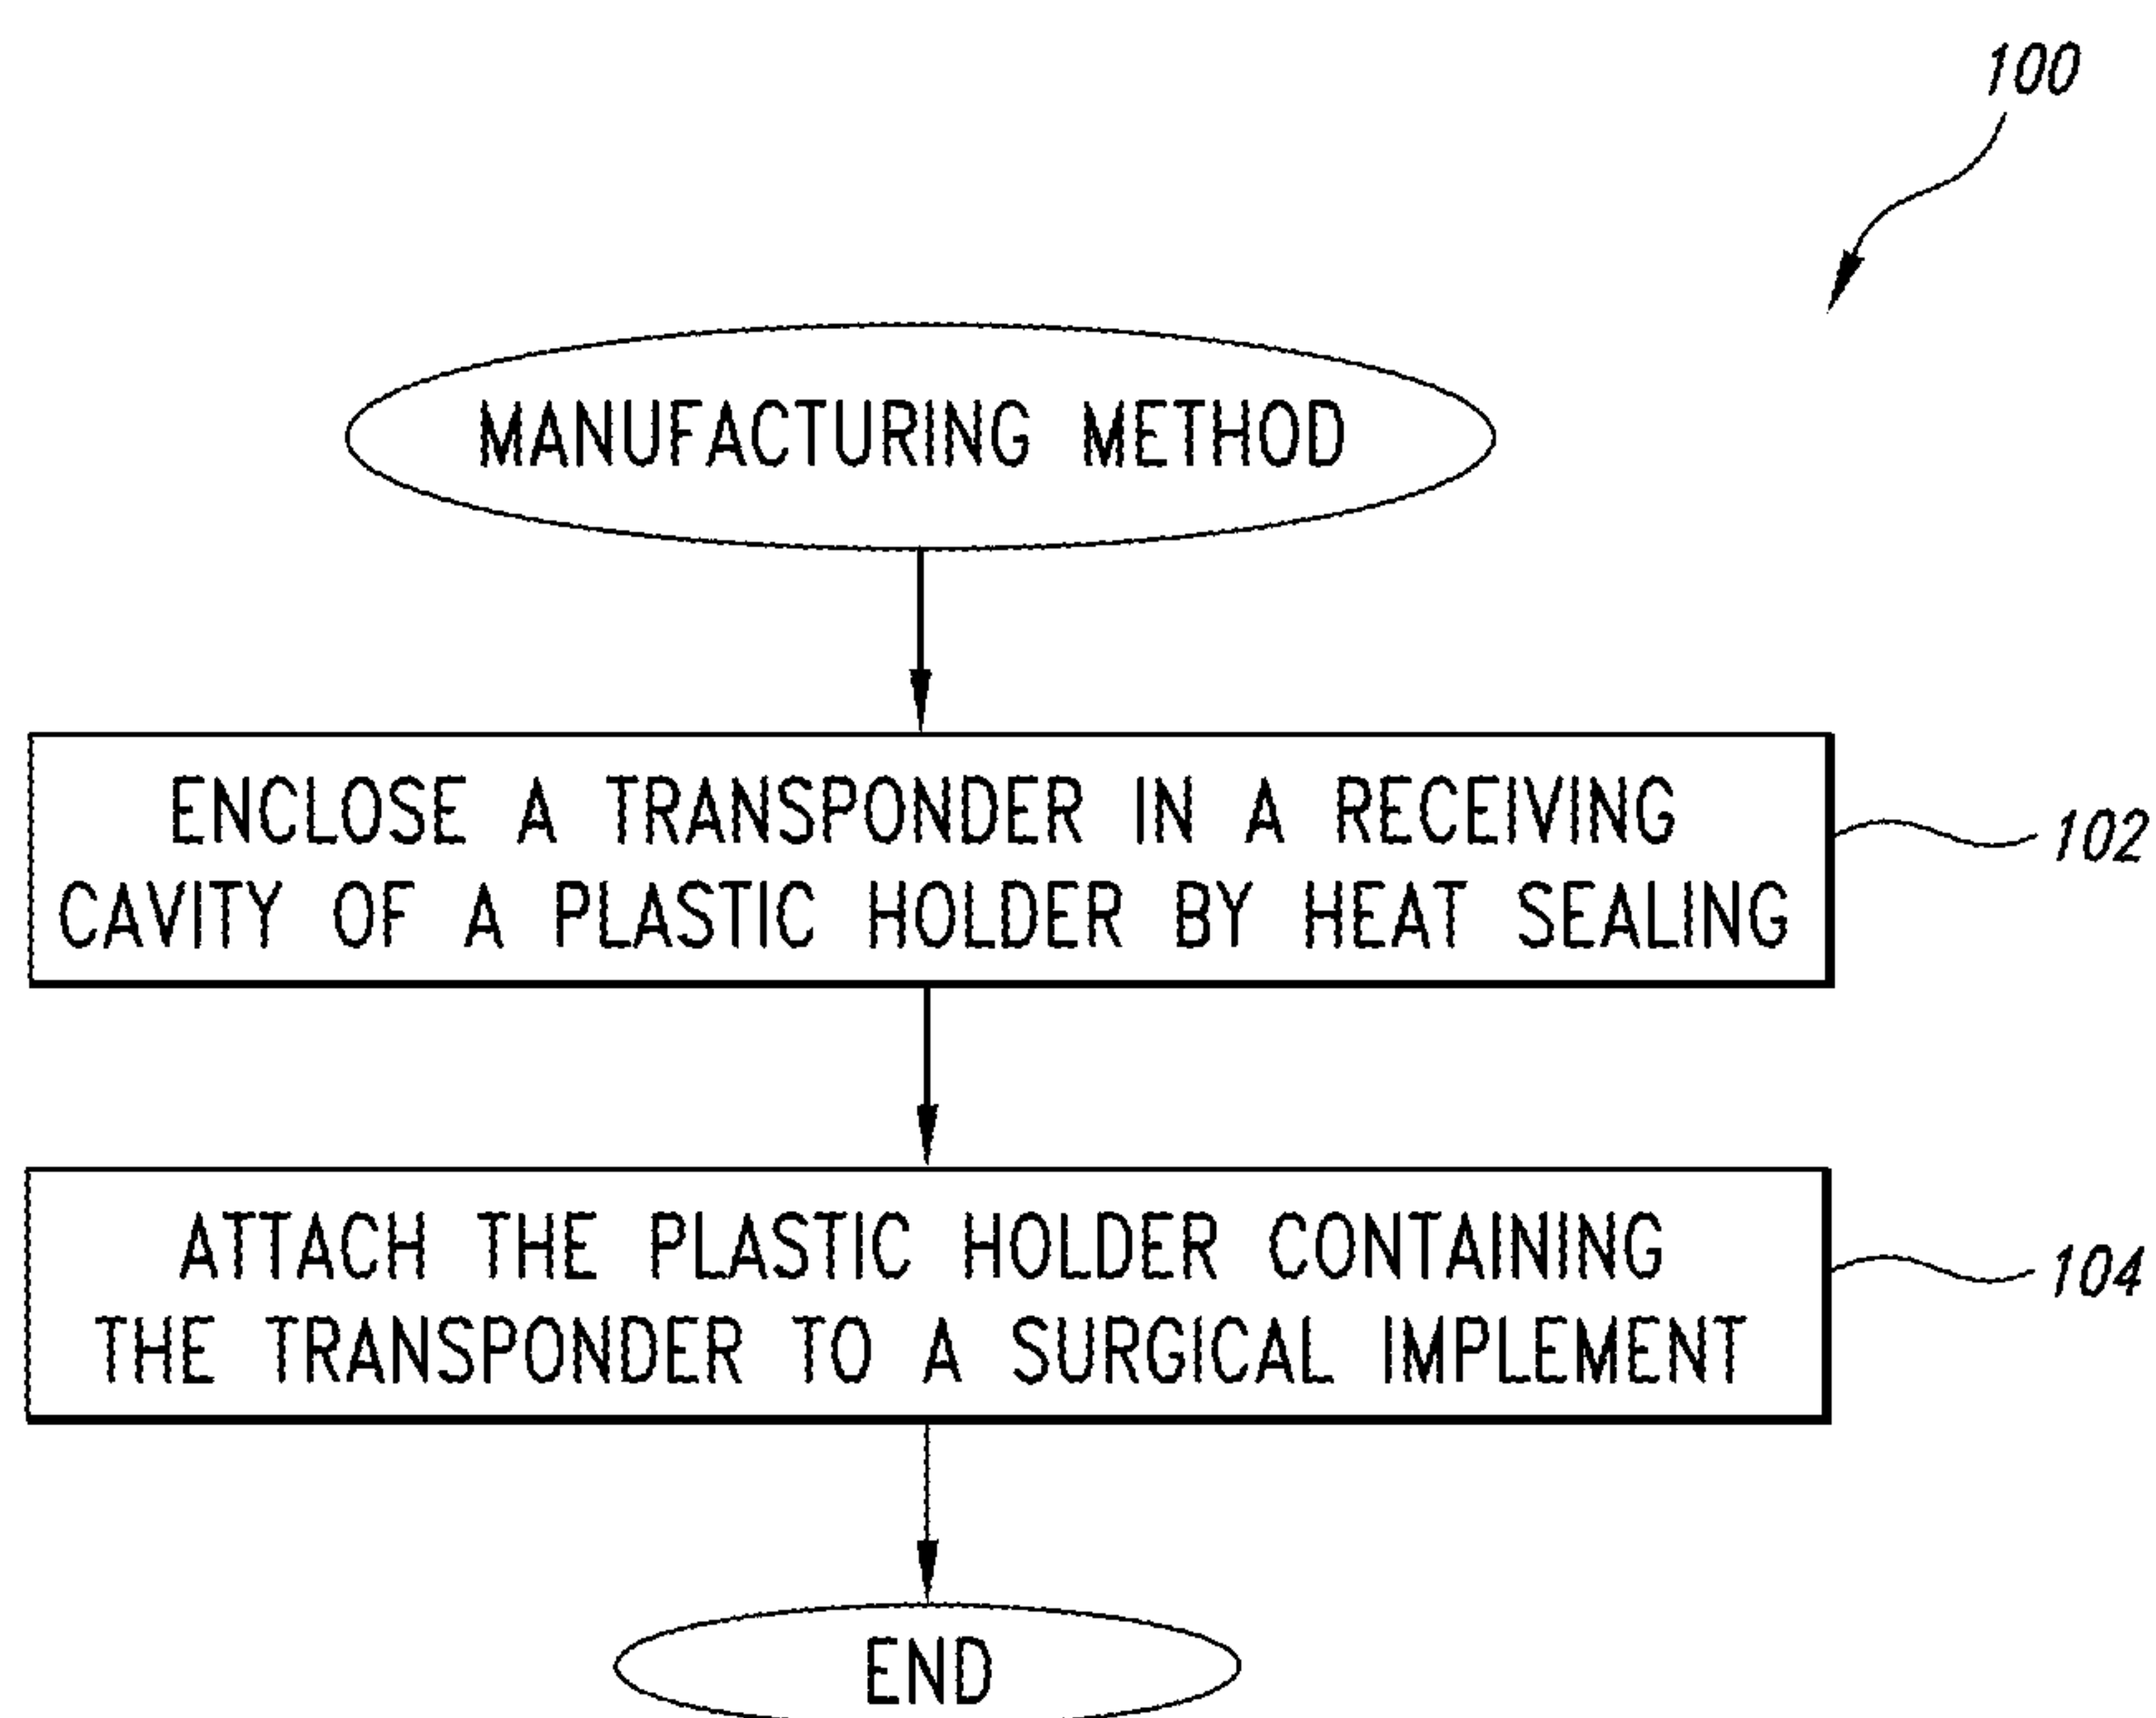 100
MANUFACTURING METHOD
ENCLOSE A TRANSPONDER IN A RECEIVING
CAVITY OF A PLASTIC HOLDER BY HEAT SEALING
102
ATTACH THE PLASTIC HOLDER CONTAINING
THE TRANSPONDER TO A SURGICAL IMPLEMENT
104
END